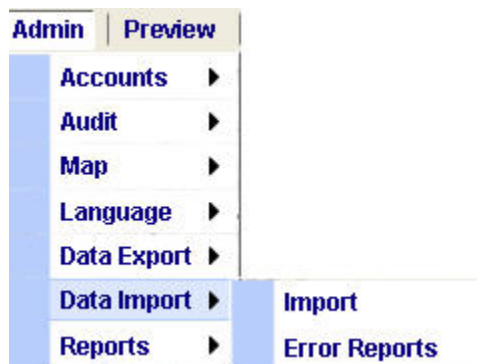 Admin Preview
Accounts
Audit
Map
Language
Data Export
Data Import Import
Reports Error Reports